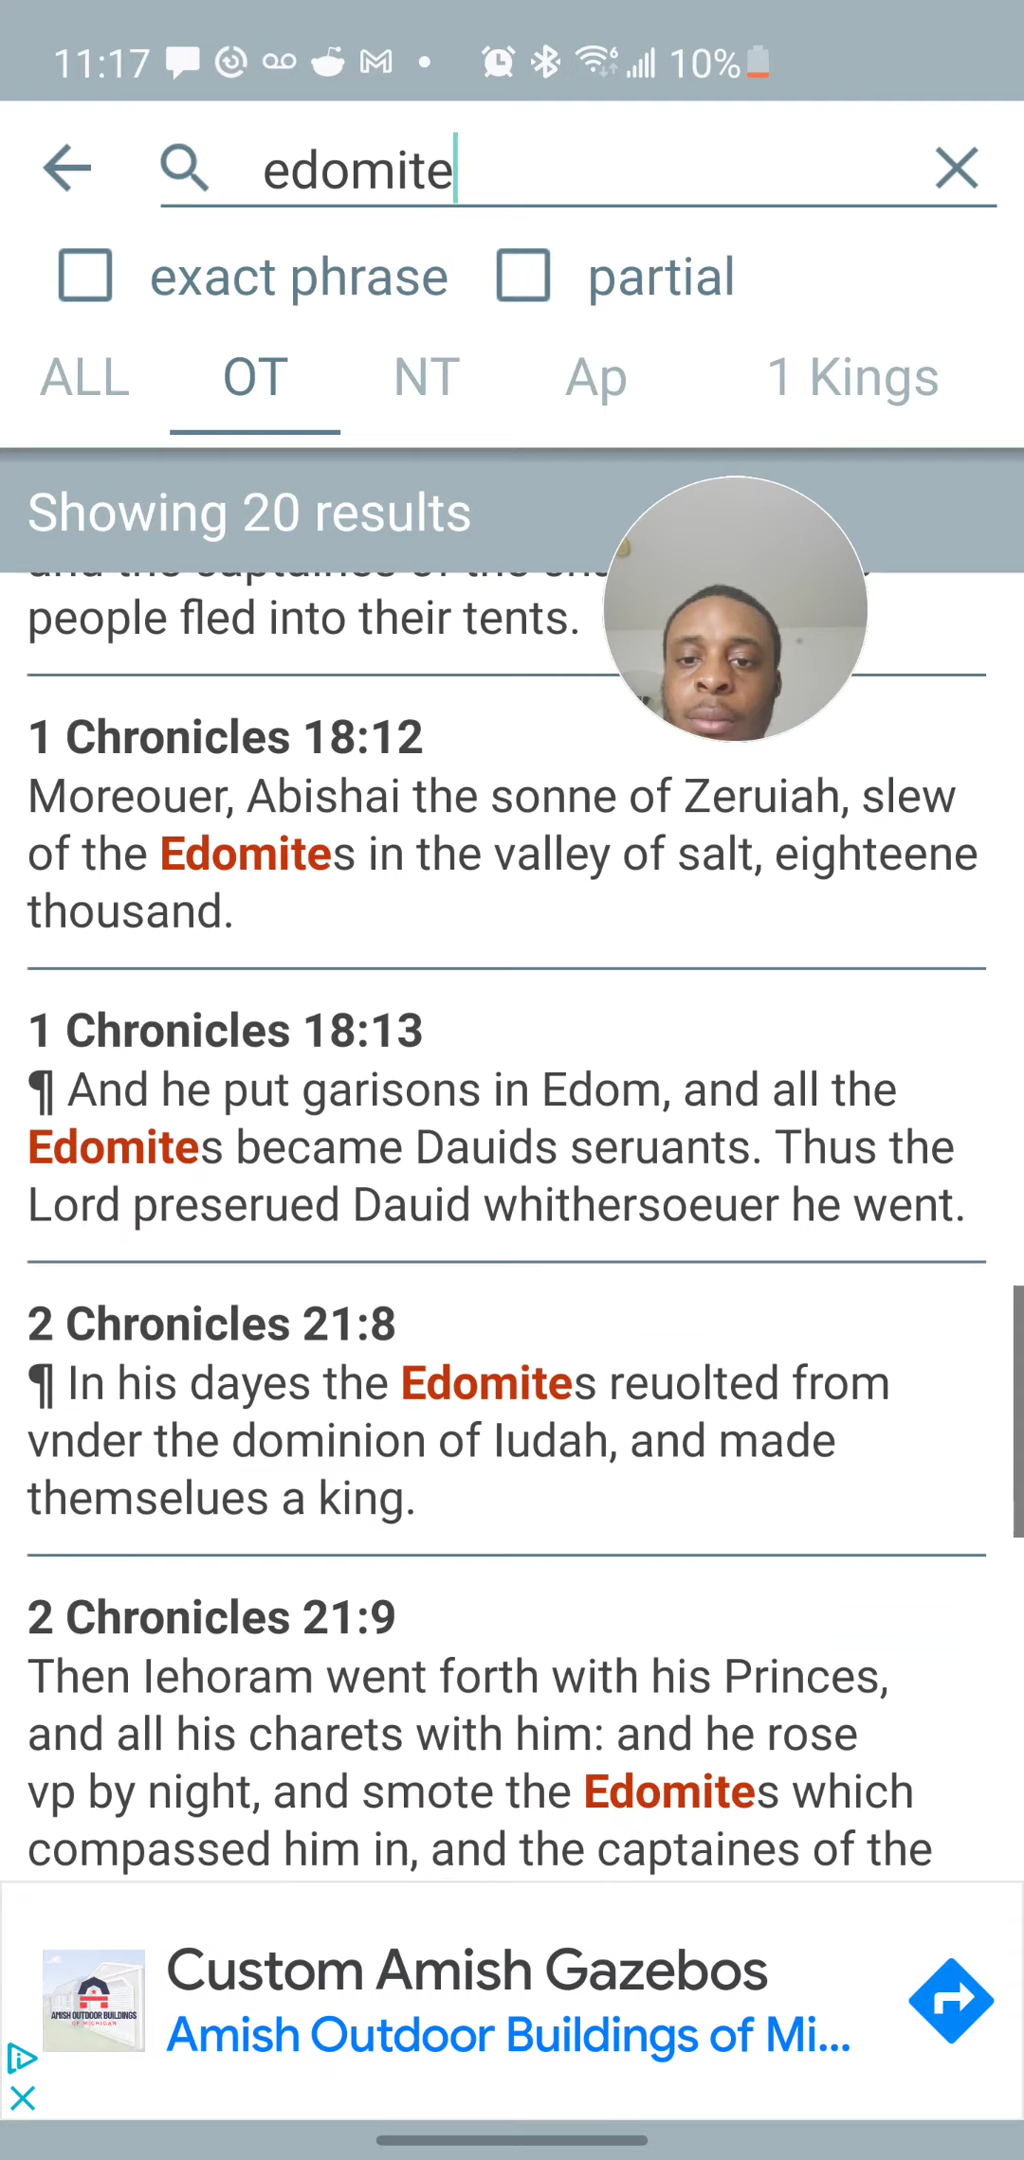 11:17 10%
edomite
exact phrase partial
ALL OT NT Ap 1 Kings
Showing 20 results
people fled into their tents.
1 Chronicles 18:12
Moreouer, Abishai the sonne of Zeruiah, slew
of the Edomites in the valley of salt, eighteene
thousand.
1 Chronicles 18:13
¶ And he put garisons in Edom, and all the
Edomites became Dauids seruants. Thus the
Lord preserued Dauid whithersoeuer he went.
2 Chronicles 21:8
¶ In his dayes the Edomites reuolted from
vnder the dominion of Iudah, and made
themselues a king.
2 Chronicles 21:9
Then Iehoram went forth with his Princes,
and all his charets with him: and he rose
vp by night, and smote the Edomites which
compassed him in, and the captaines of the
Custom Amish Gazebos
AMISH OUTDOOR BUILDINGS
OF MICHIGAN
Amish Outdoor Buildings of Mi...